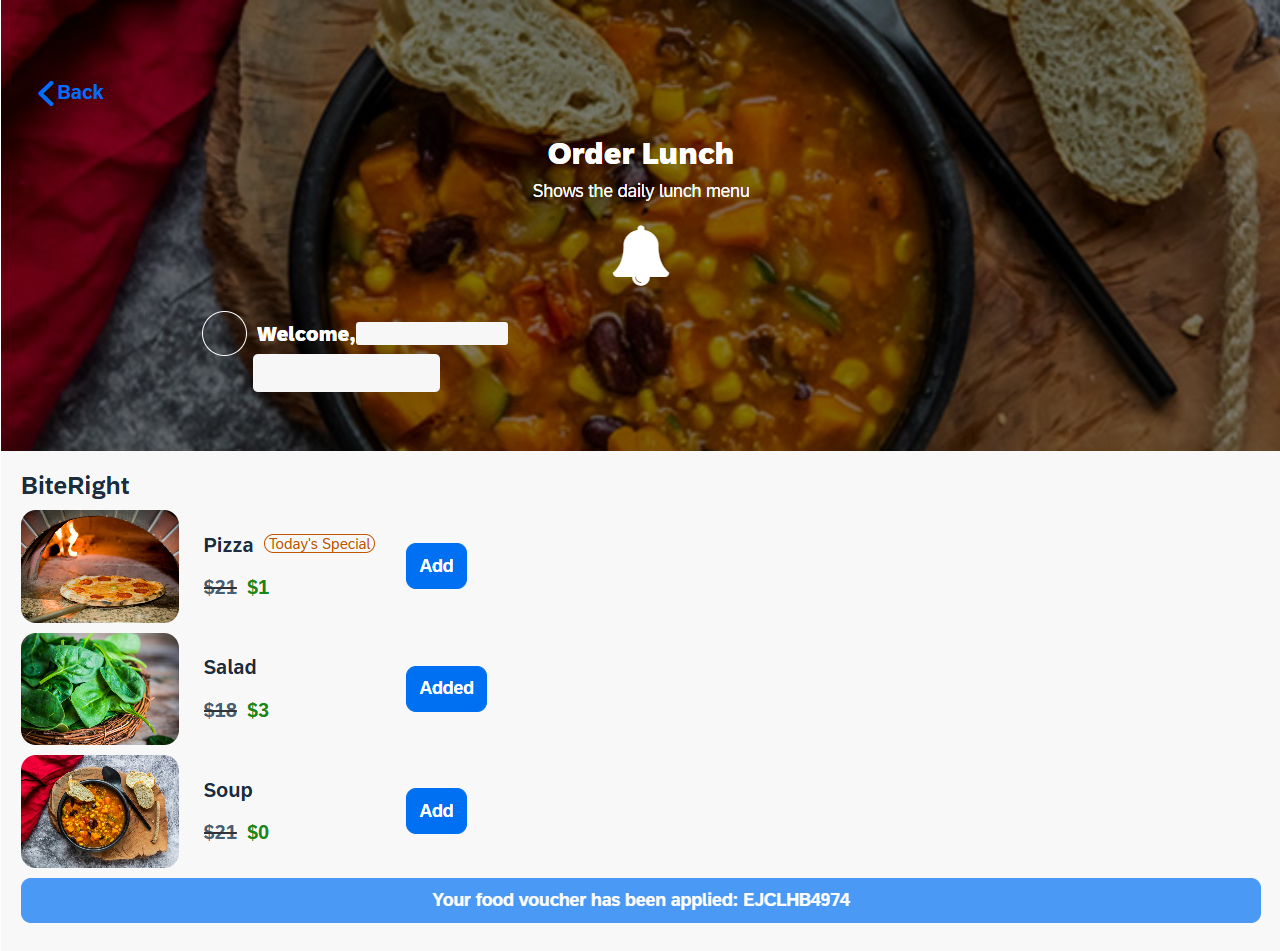 Back
Order Lunch
Shows the daily lunch menu
Welcome,
BiteRight
Pizza Today's Special
$21 $1
Add
Salad
$18 $3
Added
Soup
$21 $0
Add
Your food voucher has been applied: EJCLHB4974